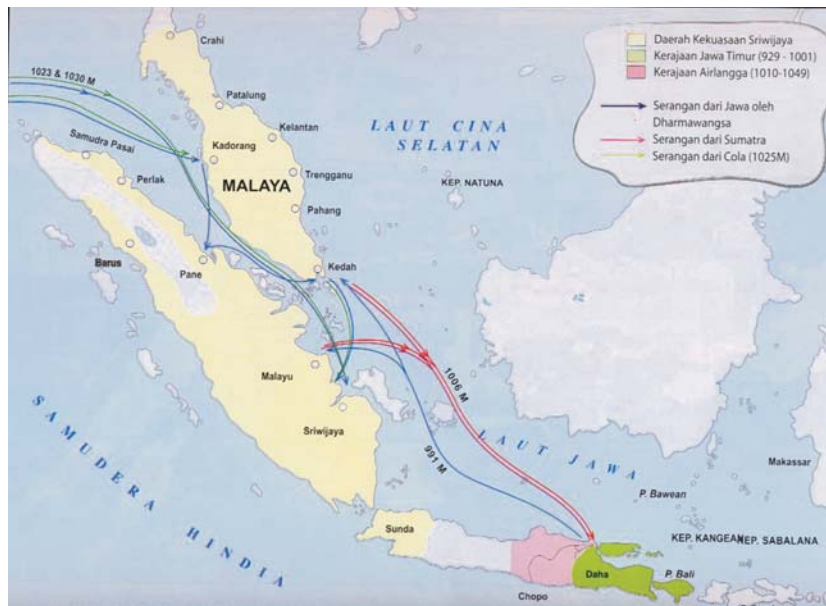 Daerah Kekuasaan Sriwijaya
Kerajaan Jawa Timur (929 - 1001)
Kerajaan Airlangga (1010-1049)
Serangan dari Jawa oleh
Dharmawangsa
Serangan dari Sumatra
Serangan dari Cola (1025M)
Crahi
1023 & 1030 M
Patalung
Kelantan
LAUT CINA
SELATAN
Samudra Pasai
Kadorang
Perlak
MALAYA
Trengganu
KEP. NATUNA
Pahang
Barus
Pane
Kedah
Malayu
1006 M
Sriwijaya
SAMUDERA HINDIA
991 M
LAUT JAWA
Makassar
P. Bawean
Sunda
KEP. KANGEAN
KEP. SABALANA
Daha
P. Bali
Chopo